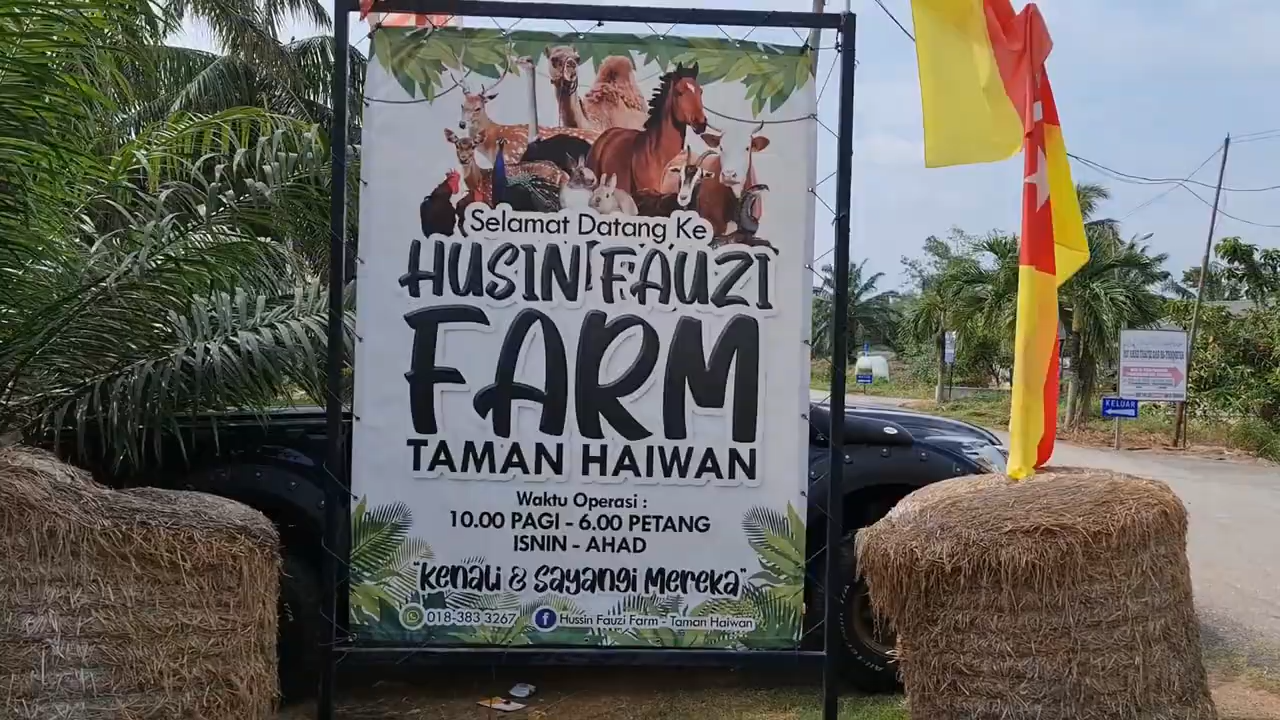 Selamat Datang Ke
HUSIN FAUZI
FARM
TAMAN HAIWAN
Waktu Operasi :
10.00 PAGI - 6.00 PETANG
ISNIN - AHAD
"Kenali & Sayangi Mereka"
018-383 3267
f Hussin Fauzi Farm - Taman Haiwan
KELUAR